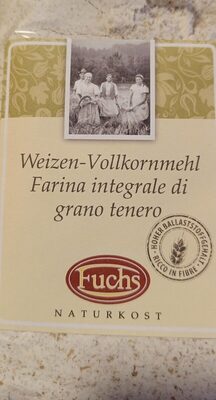 Weizen-Vollkornmehl
Farina integrale di
grano tenero
HOHER BALLASTSTOFFGEHALT
RICCO IN FIBRE
Fuchs
NATURKOST